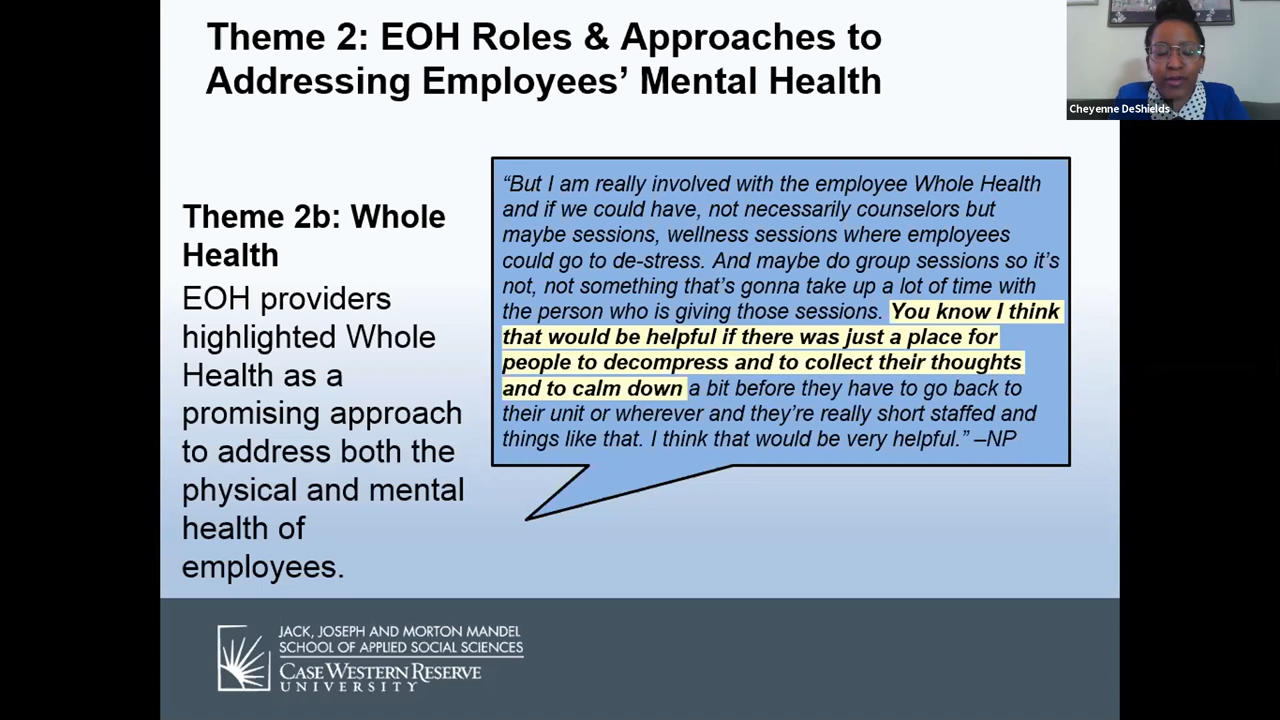 Theme 2: EOH Roles & Approaches to
Addressing Employees’ Mental Health
Cheyenne DeShields
Theme 2b: Whole
Health
EOH providers
highlighted Whole
Health as a
promising approach
to address both the
physical and mental
health of
employees.
“But I am really involved with the employee Whole Health
and if we could have, not necessarily counselors but
maybe sessions, wellness sessions where employees
could go to de-stress. And maybe do group sessions so it’s
not, not something that’s gonna take up a lot of time with
the person who is giving those sessions. You know I think
that would be helpful if there was just a place for
people to decompress and to collect their thoughts
and to calm down a bit before they have to go back to
their unit or wherever and they’re really short staffed and
things like that. I think that would be very helpful.” –NP
JACK, JOSEPH AND MORTON MANDEL
SCHOOL OF APPLIED SOCIAL SCIENCES
CASE WESTERN RESERVE
UNIVERSITY